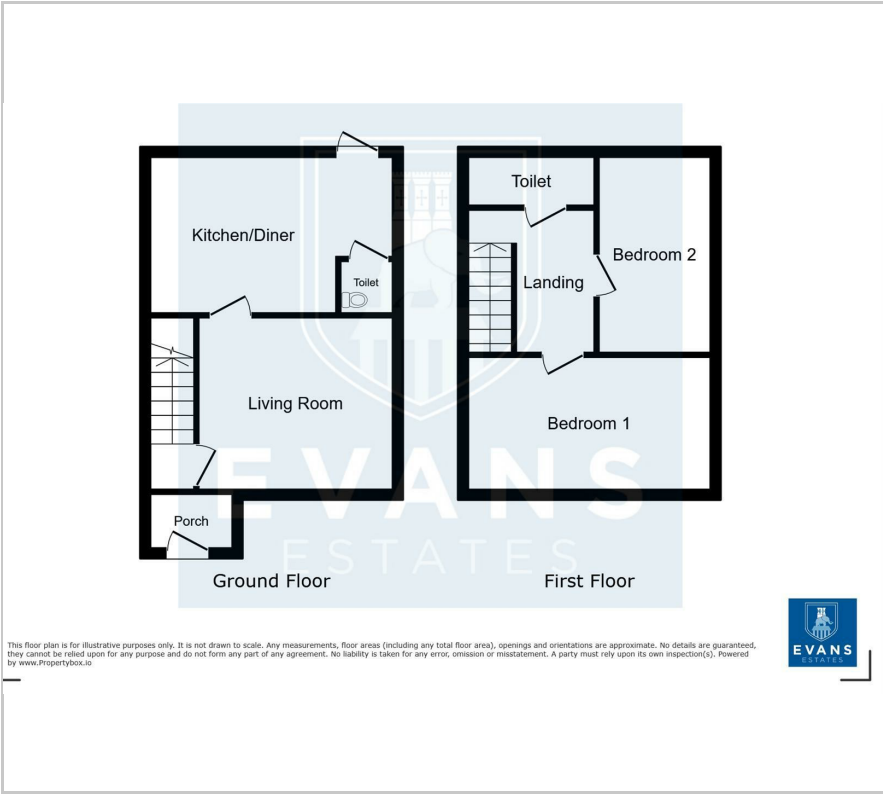 Toilet
Kitchen/Diner
Bedroom 2
Toilet
Landing
Living Room
Bedroom 1
EVANS
Porch
ESTATES
Ground Floor
First Floor
This floor plan is for illustrative purposes only. It is not drawn to scale. Any measurements, floor areas (including any total floor area), openings and orientations are approximate. No details are guaranteed,
they cannot be relied upon for any purpose and do not form any part of any agreement. No liability is taken for any error, omission or misstatement. A party must rely upon its own inspection(s). Powered
by www.Propertybox.io
EVANS
ESTATES